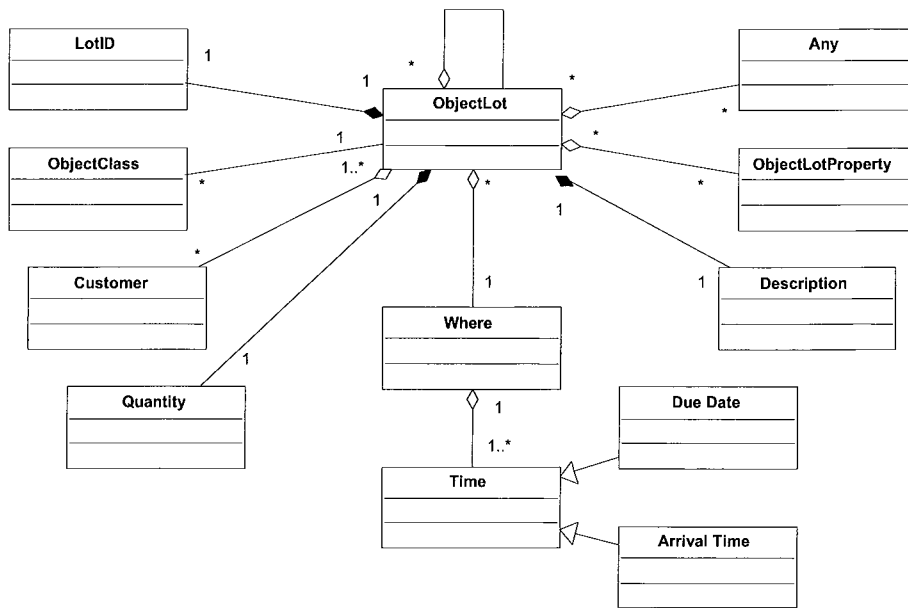 LotID
Any
1
*
*
1
ObjectLot
*
*
1
ObjectClass
*
1..*
*
ObjectLotProperty
*
1
1
*
Customer
1
1
Description
Where
1
Quantity
1
Due Date
1..*
Time
Arrival Time